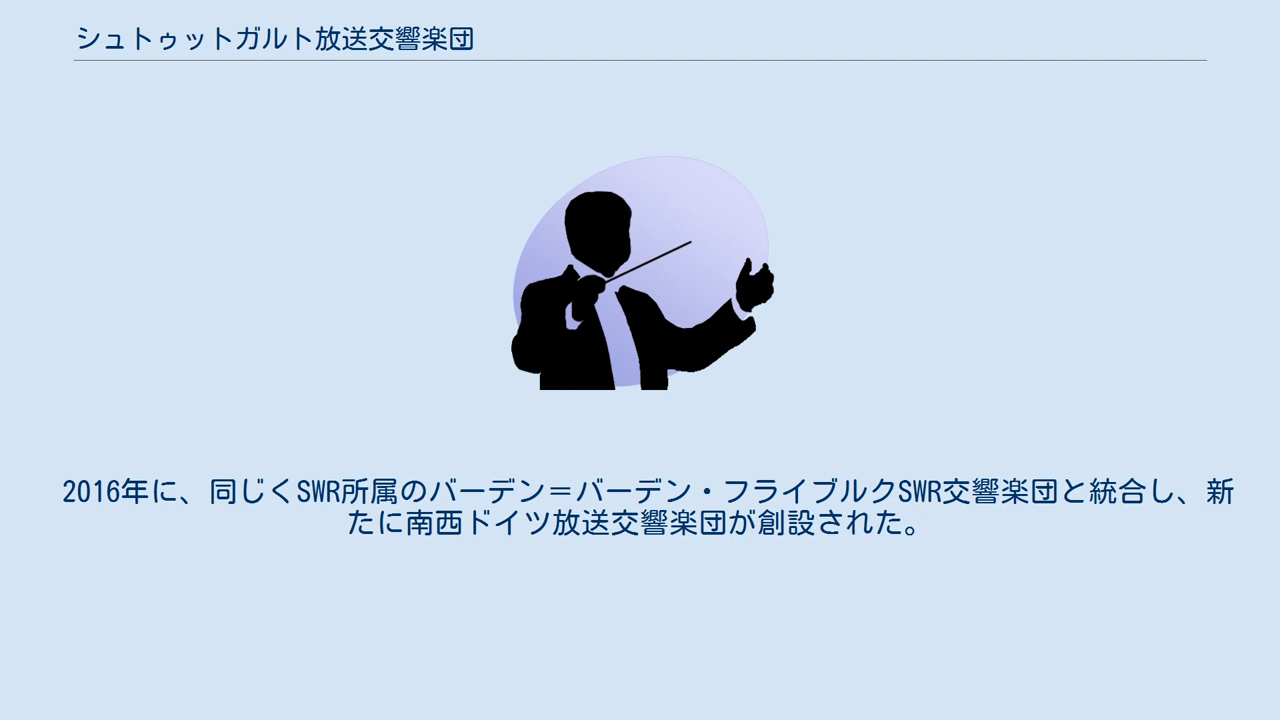 シュトゥットガルト放送交響楽団
2016年に、同じくSWR所属のバーデン＝バーデン・フライブルクSWR交響楽団と統合し、新
たに南西ドイツ放送交響楽団が創設された。